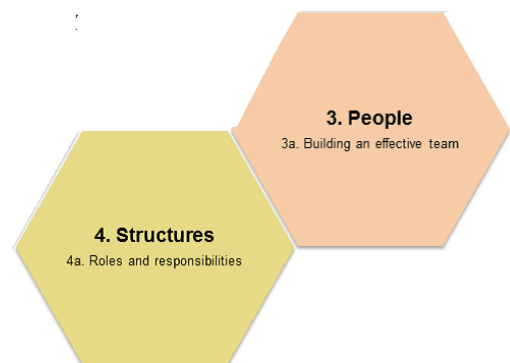 3. People
3a. Building an effective team
4. Structures
4a. Roles and responsibilities